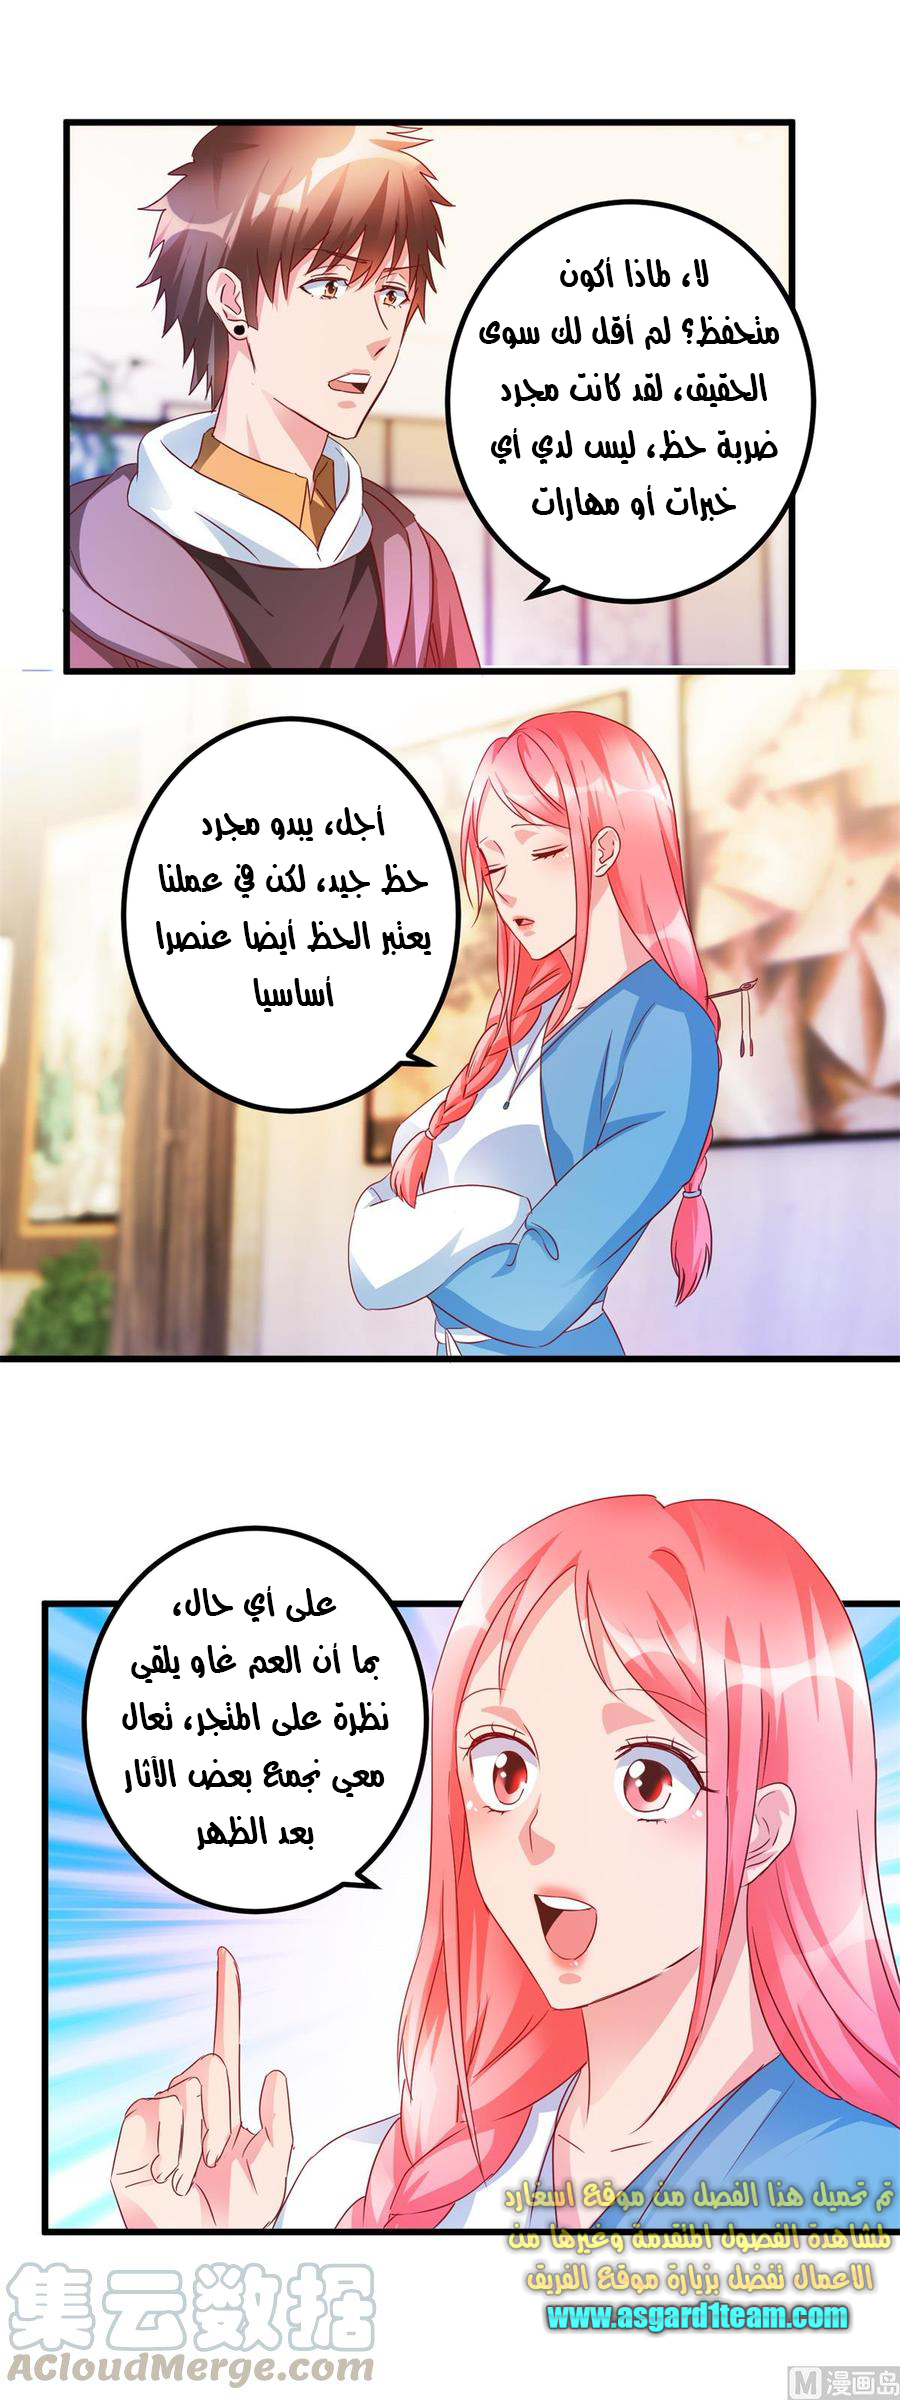 لا، لماذا أكون
متحفظ؟ لم أقل لك سوى
الحقيق، لقد كانت مجرد
ضربة حظ، ليس لدي أي
خبرات أو مهارات
أجل، يبدو مجرد
حظ جيد، لكن في عملنا
يعتبر الحظ أيضا عنصرا
أساسيا
على أي حال،
بما أن العم غاو يلقي
نظرة على المتجر، تعال
معي نجمع بعض الآثار
بعد الظهر
تم تحميل هذا الفصل من موقع اسغارد
لمشاهدة الفصول المتقدمة وغيرها من
الاعمال تفضل بزيارة موقع الفريق
www.asgard1team.com
集云数据
ACloudMerge.com
M 漫画岛